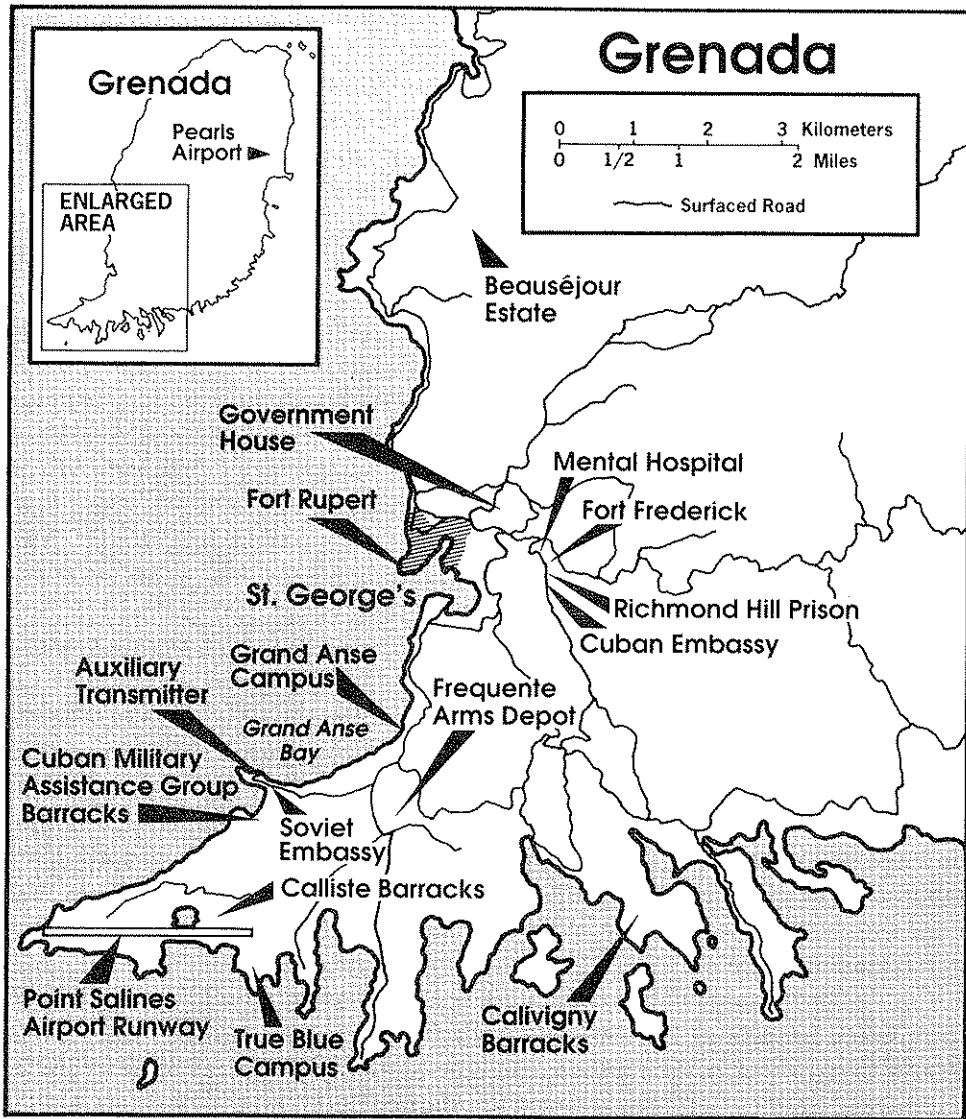 Grenada
Pearls
Airport
ENLARGED
AREA
Grenada
0 1 2 3 Kilometers
0 1/2 1 2 Miles
Surfaced Road
Beauséjour
Estate
Government
House
Mental Hospital
Fort Rupert
Fort Frederick
St. George's
Richmond Hill Prison
Cuban Embassy
Auxiliary
Transmitter
Grand Anse
Campus
Grand Anse
Bay
Frequente
Arms Depot
Cuban Military
Assistance Group
Barracks
Soviet
Embassy
Calliste Barracks
Point Salines
Airport Runway
True Blue
Campus
Calivigny
Barracks